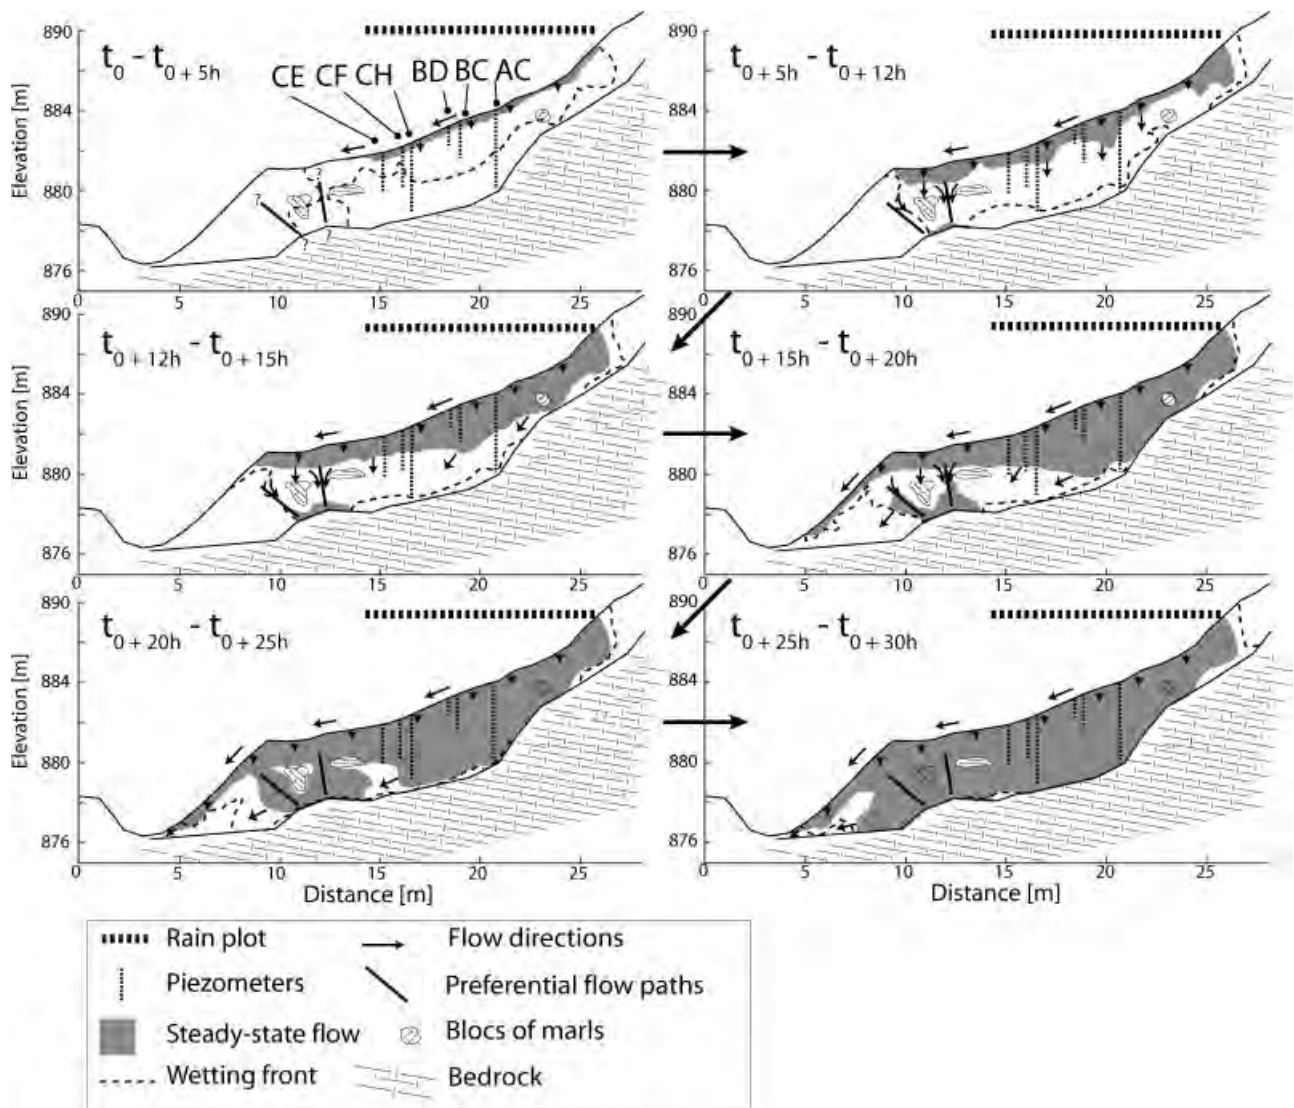 t0 - t0 + 5h
CE CF CH BD BC AC
Elevation [m]
890
884
880
876
0 5 10 15 20 25
? ? ?
t0 + 5h - t0 + 12h
890
884
880
876
0 5 10 15 20 25
t0 + 12h - t0 + 15h
Elevation [m]
890
884
880
876
0 5 10 15 20 25
t0 + 15h - t0 + 20h
890
884
880
876
0 5 10 15 20 25
t0 + 20h - t0 + 25h
Elevation [m]
890
884
880
876
0 5 10 15 20 25
Distance [m]
t0 + 25h - t0 + 30h
890
884
880
876
0 5 10 15 20 25
Distance [m]
Rain plot
Flow directions
Piezometers
Preferential flow paths
Steady-state flow
Blocs of marls
Wetting front
Bedrock